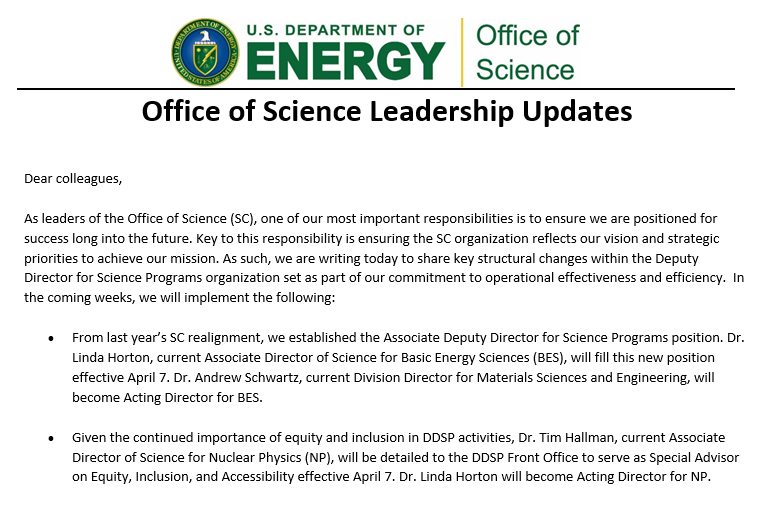 U.S. DEPARTMENT OF
ENERGY
Office of
Science
Office of Science Leadership Updates
Dear colleagues,
As leaders of the Office of Science (SC), one of our most important responsibilities is to ensure we are positioned for
success long into the future. Key to this responsibility is ensuring the SC organization reflects our vision and strategic
priorities to achieve our mission. As such, we are writing today to share key structural changes within the Deputy
Director for Science Programs organization set as part of our commitment to operational effectiveness and efficiency.  In
the coming weeks, we will implement the following:
• From last year’s SC realignment, we established the Associate Deputy Director for Science Programs position. Dr.
Linda Horton, current Associate Director of Science for Basic Energy Sciences (BES), will fill this new position
effective April 7. Dr. Andrew Schwartz, current Division Director for Materials Sciences and Engineering, will
become Acting Director for BES.
• Given the continued importance of equity and inclusion in DDSP activities, Dr. Tim Hallman, current Associate
Director of Science for Nuclear Physics (NP), will be detailed to the DDSP Front Office to serve as Special Advisor
on Equity, Inclusion, and Accessibility effective April 7. Dr. Linda Horton will become Acting Director for NP.